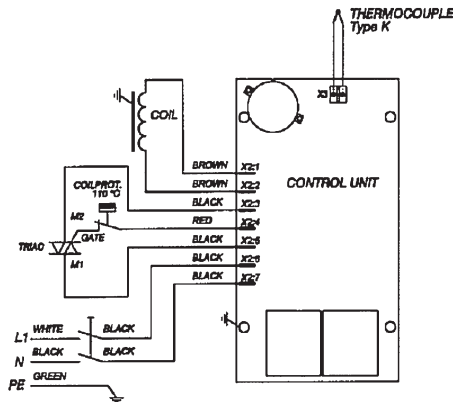 THERMOCOUPLE
Type K
X3
COIL
CONTROL UNIT
BROWN X2:1
BROWN X2:2
BLACK X2:3
RED X2:4
BLACK X2:5
BLACK X2:6
BLACK X2:7
COILPROT.
110 °C
M2
GATE
TRIAC
M1
L1 WHITE BLACK
N BLACK BLACK
PE GREEN